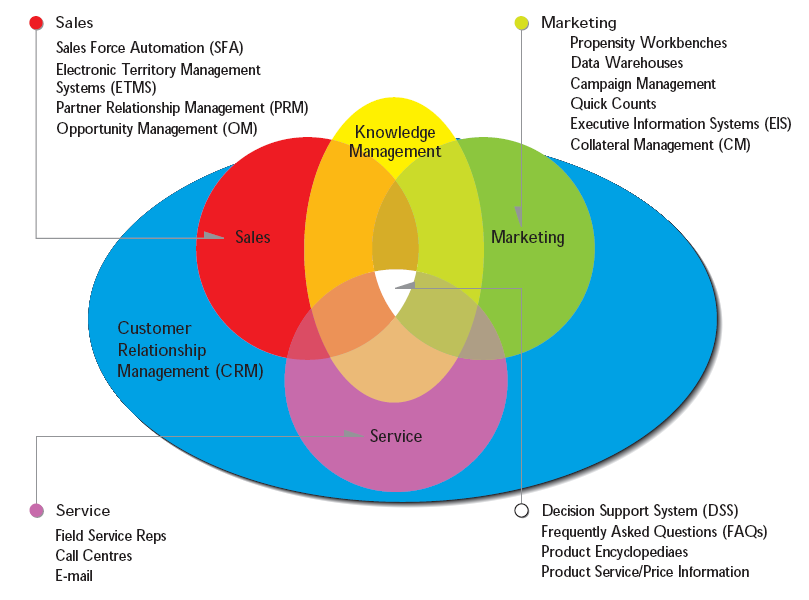 Sales
Sales Force Automation (SFA)
Electronic Territory Management
Systems (ETMS)
Partner Relationship Management (PRM)
Opportunity Management (OM)
Marketing
Propensity Workbenches
Data Warehouses
Campaign Management
Quick Counts
Executive Information Systems (EIS)
Collateral Management (CM)
Knowledge
Management
Sales
Marketing
Customer
Relationship
Management (CRM)
Service
Service
Field Service Reps
Call Centres
E-mail
Decision Support System (DSS)
Frequently Asked Questions (FAQs)
Product Encyclopediaes
Product Service/Price Information